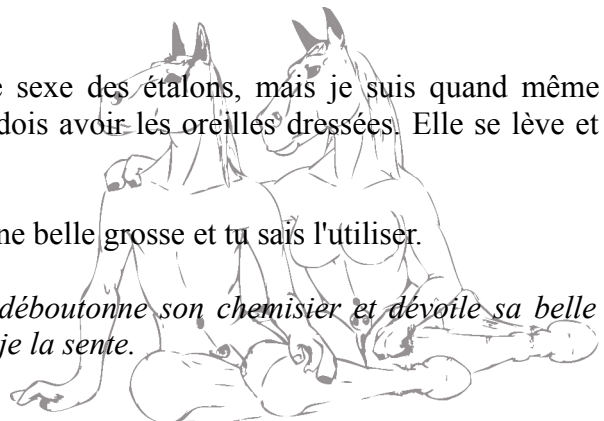 e sexe des étalons, mais je suis quand même
dois avoir les oreilles dressées. Elle se lève et
ne belle grosse et tu sais l'utiliser.
déboutonne son chemisier et dévoile sa belle
je la sente.